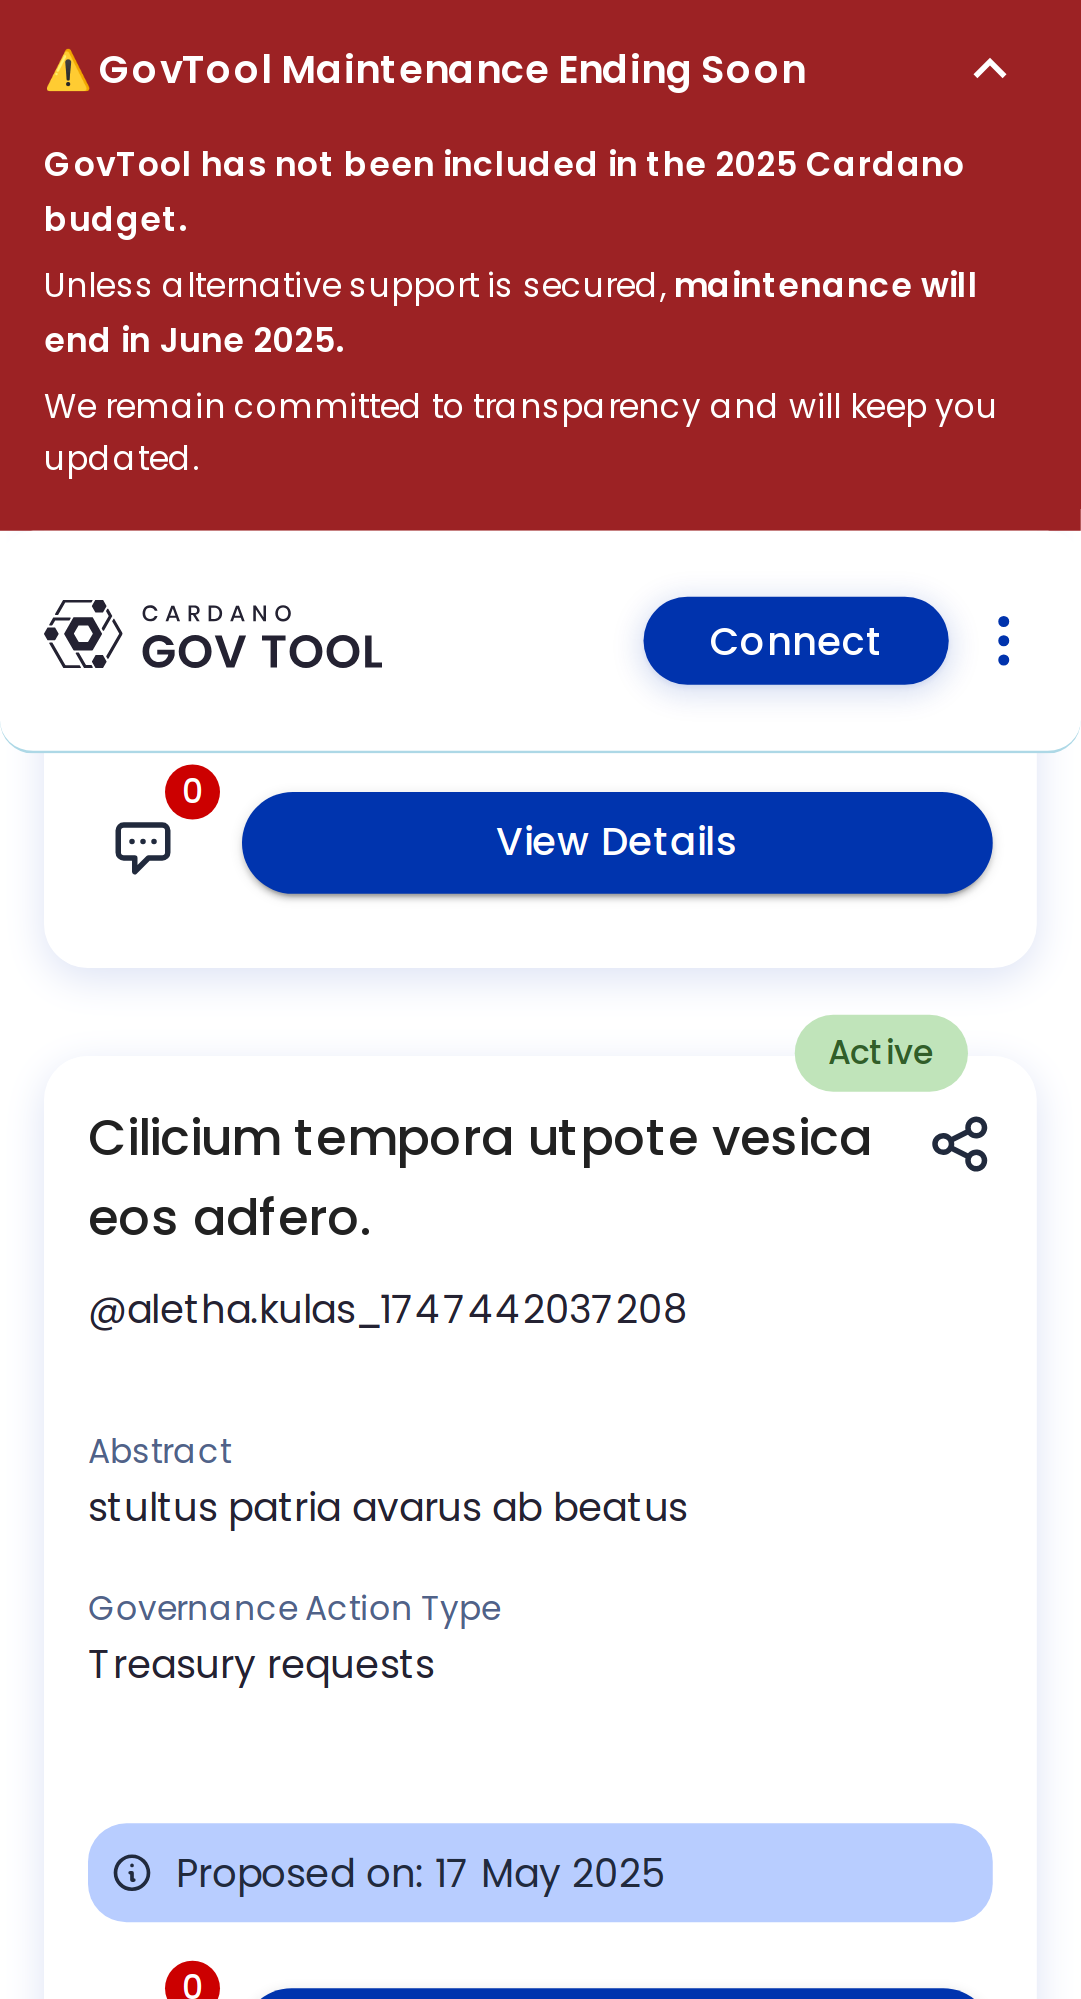 ⚠️ GovTool Maintenance Ending Soon
GovTool has not been included in the 2025 Cardano
budget.
Unless alternative support is secured, maintenance will
end in June 2025.
We remain committed to transparency and will keep you
updated.
CARDANO
GOV TOOL
Connect
0
View Details
Active
Cilicium tempora utpote vesica
eos adfero.
@aletha.kulas_1747442037208
Abstract
stultus patria avarus ab beatus
Governance Action Type
Treasury requests
Proposed on: 17 May 2025
0